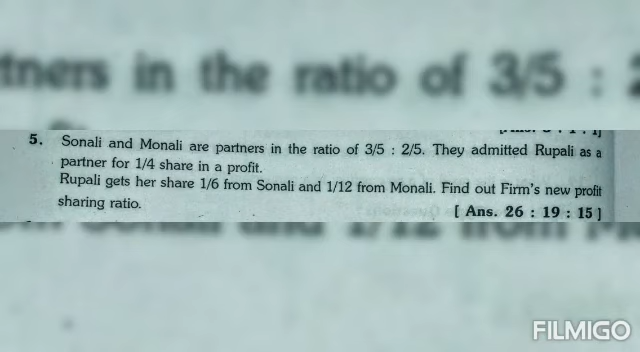 tners in the ratio of 3/5 : 2
5. Sonali and Monali are partners in the ratio of 3/5 : 2/5. They admitted Rupali as a
partner for 1/4 share in a profit.
Rupali gets her share 1/6 from Sonali and 1/12 from Monali. Find out Firm's new profit
sharing ratio. [ Ans. 26 : 19 : 15 ]
FILMIGO